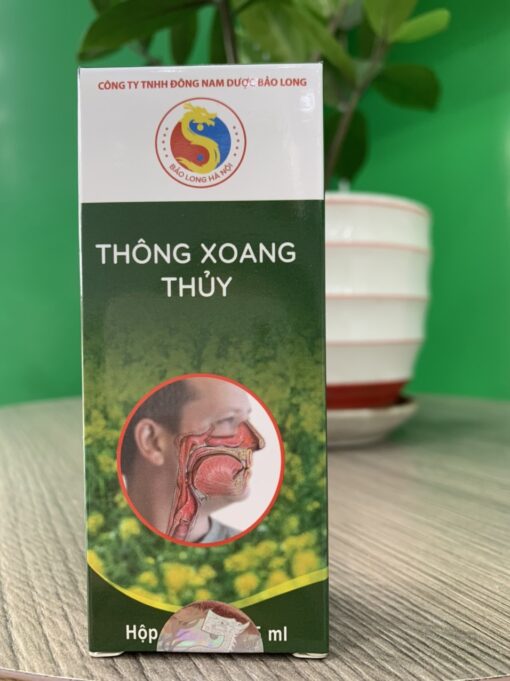 CÔNG TY TNHH ĐÔNG NAM DƯỢC BẢO LONG
BẢO LONG HÀ NỘI
THÔNG XOANG
THỦY
Hộp ml